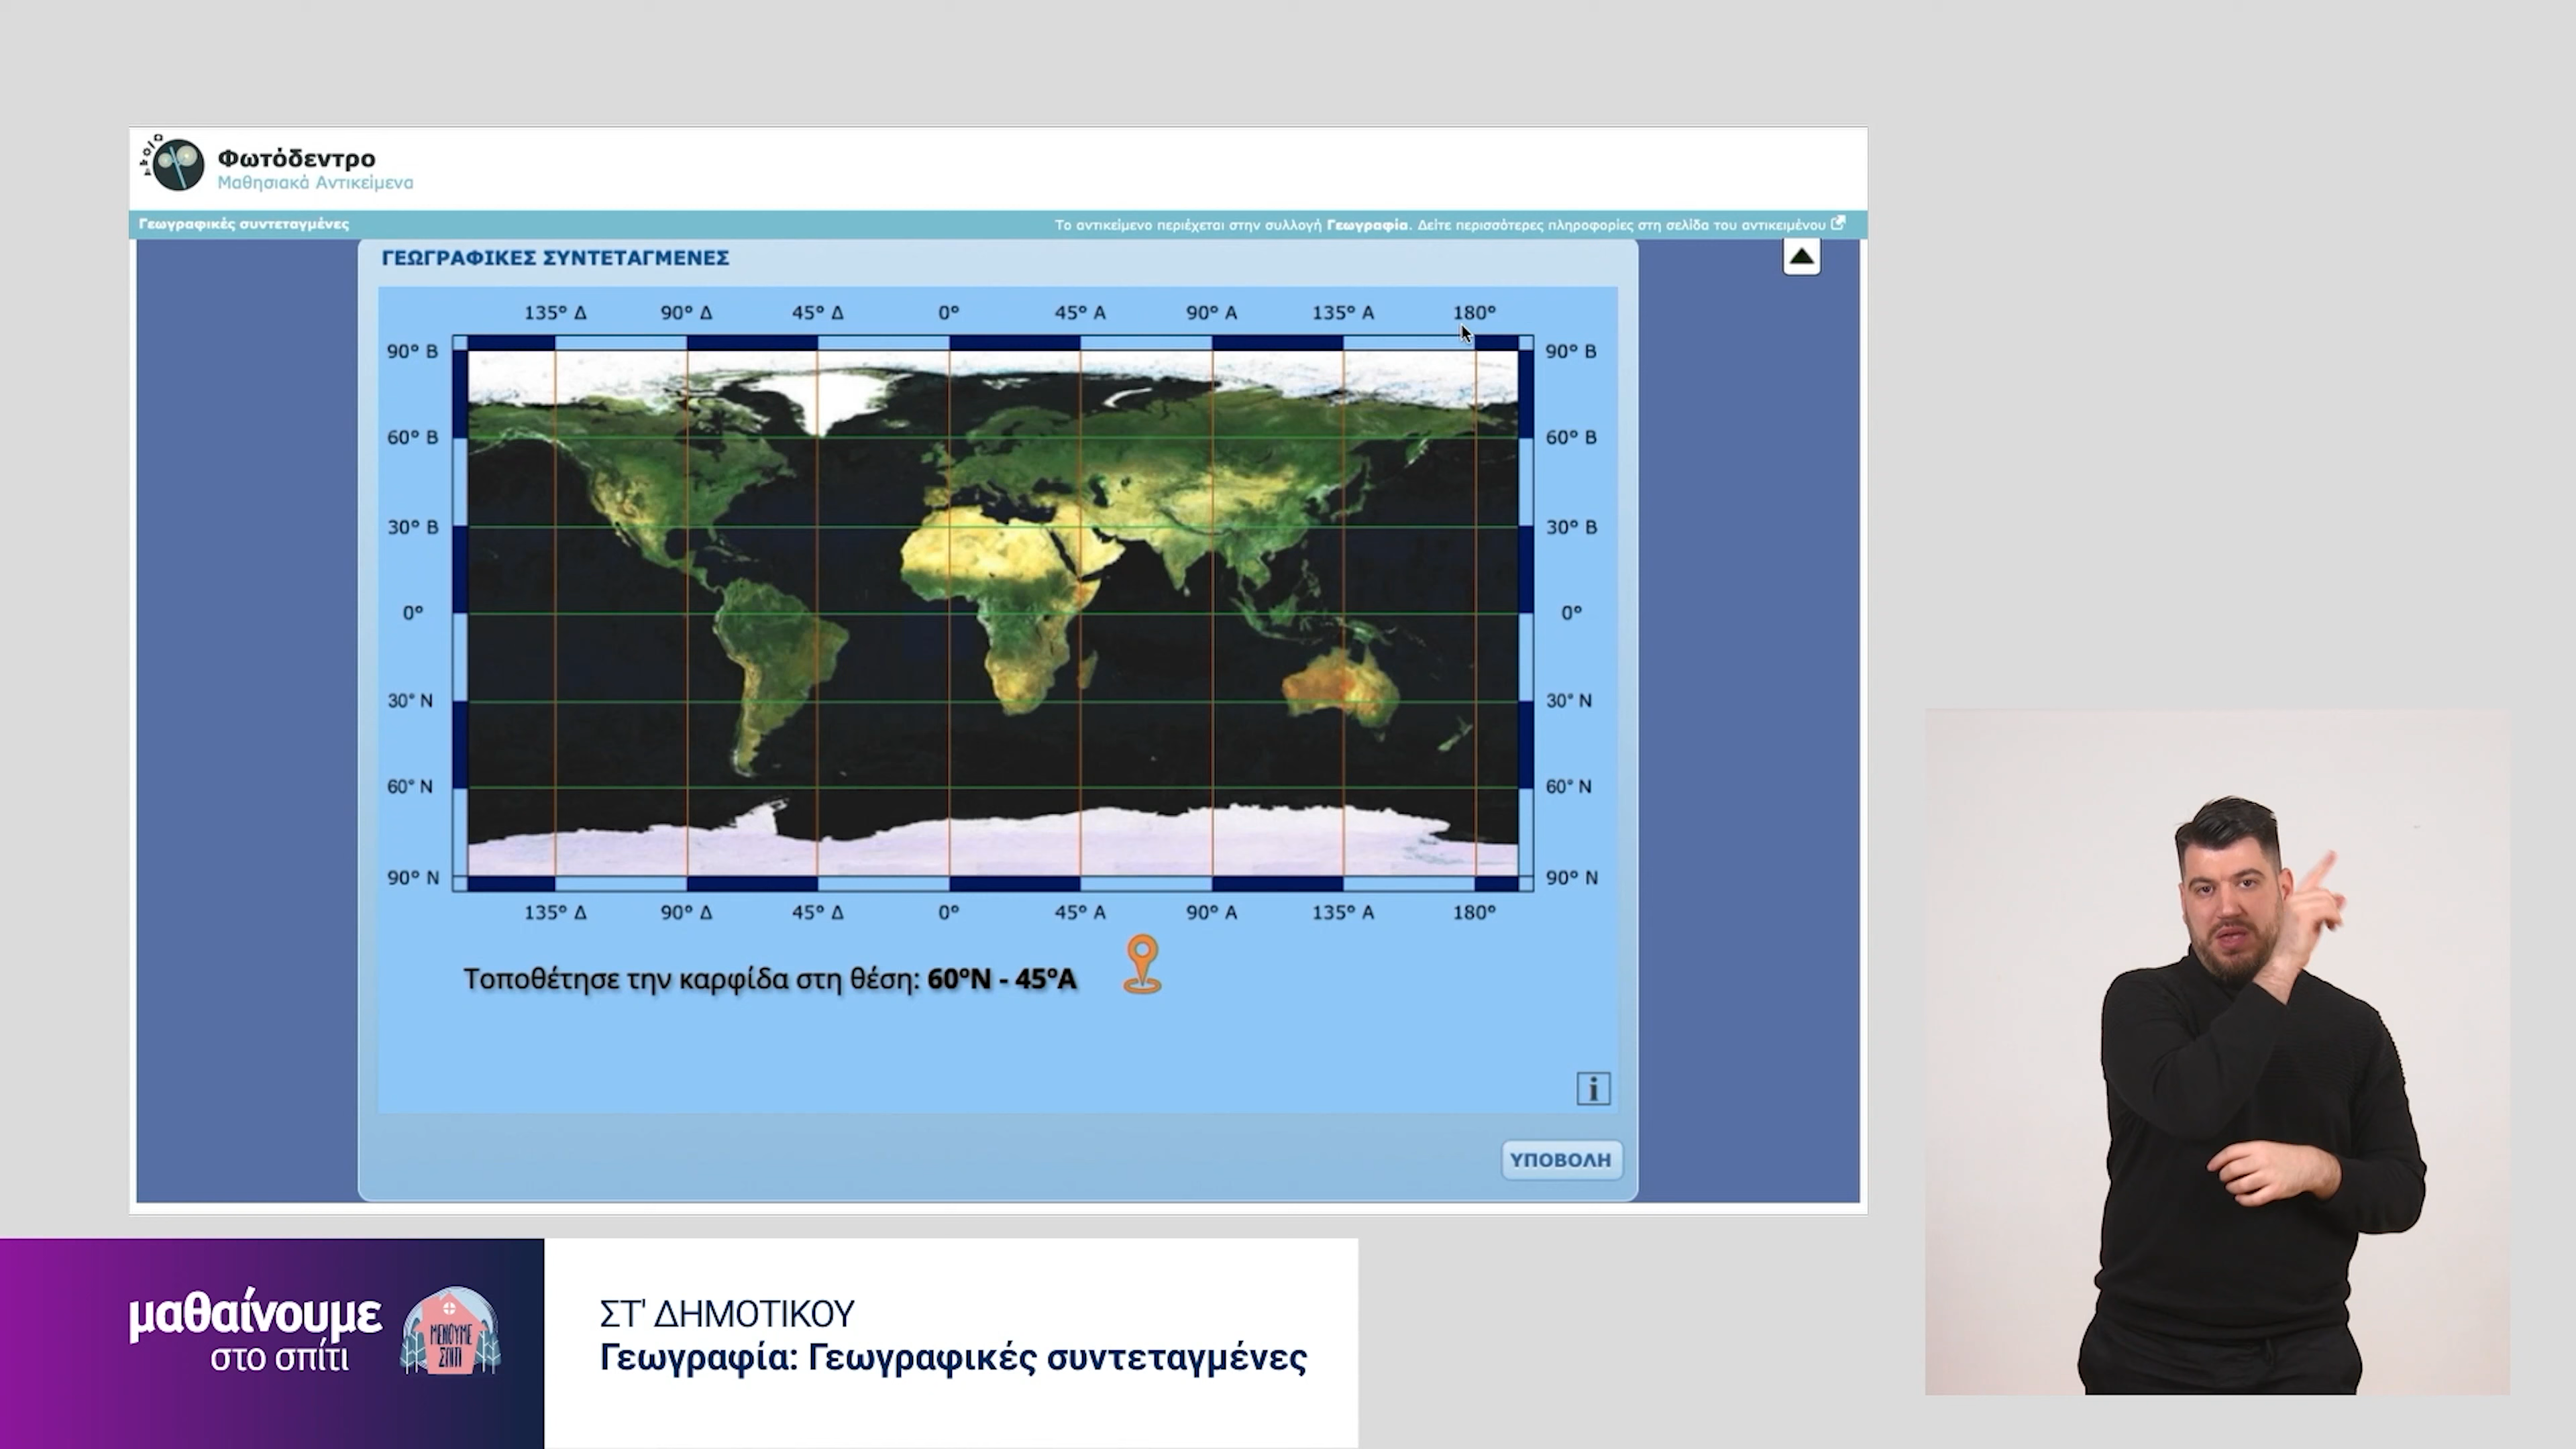 Φωτόδεντρο
Μαθησιακά Αντικείμενα
Γεωγραφικές συντεταγμένες
Το αντικείμενο περιέχεται στην συλλογή Γεωγραφία. Δείτε περισσότερες πληροφορίες στη σελίδα του αντικειμένου
ΓΕΩΓΡΑΦΙΚΕΣ ΣΥΝΤΕΤΑΓΜΕΝΕΣ
135° Δ 90° Δ 45° Δ 0° 45° Α 90° Α 135° Α 180°
90° Β 90° Β
60° Β 60° Β
30° Β 30° Β
0° 0°
30° Ν 30° Ν
60° Ν 60° Ν
90° Ν 90° Ν
135° Δ 90° Δ 45° Δ 0° 45° Α 90° Α 135° Α 180°
Τοποθέτησε την καρφίδα στη θέση: 60°Ν - 45°Α
i
ΥΠΟΒΟΛΗ
μαθαίνουμε
στο σπίτι
ΜΕΝΟΥΜΕ
ΣΠΙΤΙ
ΣΤ' ΔΗΜΟΤΙΚΟΥ
Γεωγραφία: Γεωγραφικές συντεταγμένες